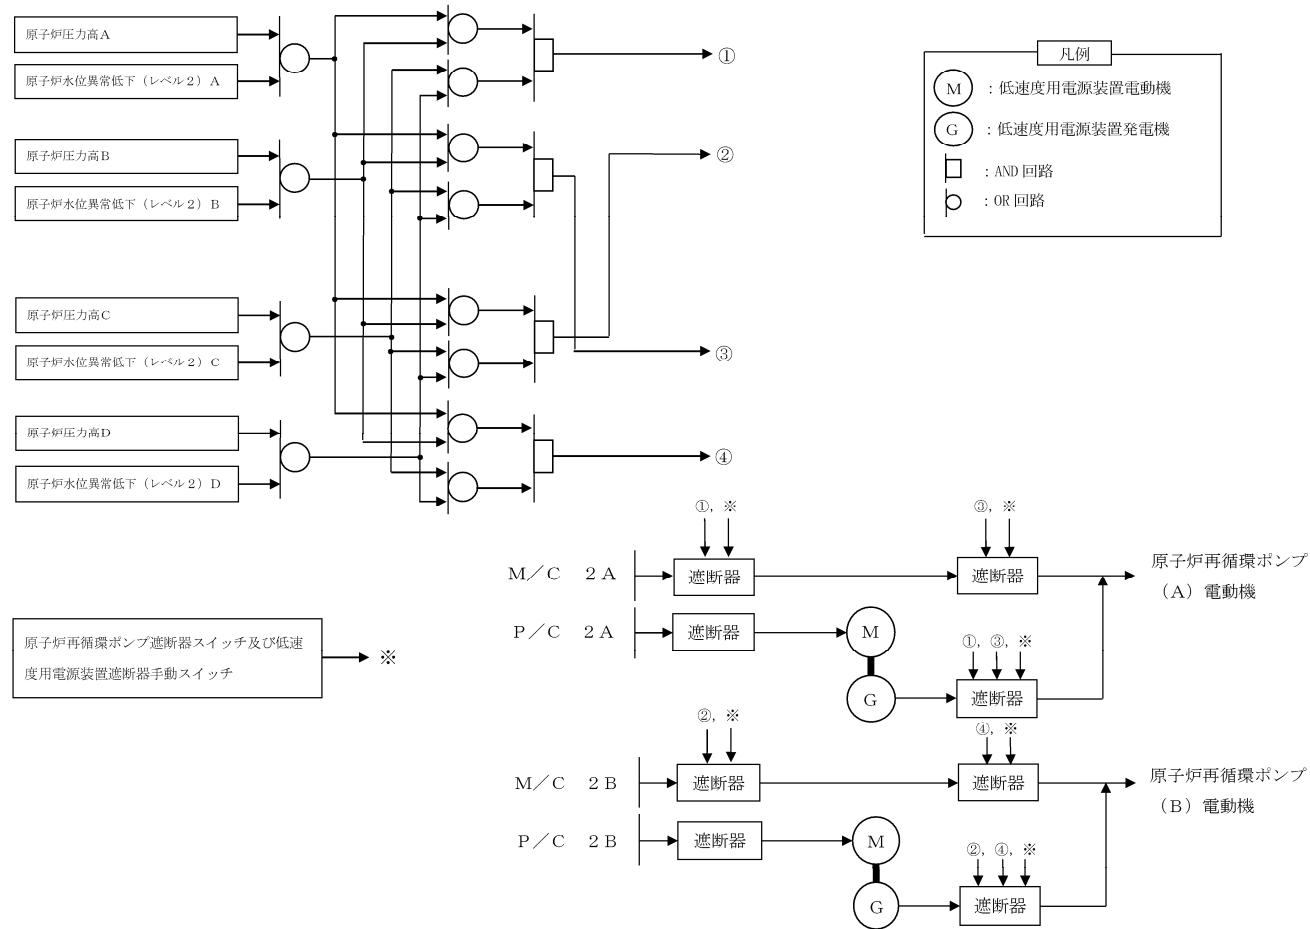 原子炉圧力高A
原子炉水位異常低下（レベル２）A
原子炉圧力高B
原子炉水位異常低下（レベル２）B
原子炉圧力高C
原子炉水位異常低下（レベル２）C
原子炉圧力高D
原子炉水位異常低下（レベル２）D
①
②
③
④
凡例
M ：低速度用電源装置電動機
G ：低速度用電源装置発電機
：AND 回路
：OR 回路
原子炉再循環ポンプ遮断器スイッチ及び低速
度用電源装置遮断器手動スイッチ
※
①, ※
③, ※
M／C　2A
遮断器
遮断器
原子炉再循環ポンプ
（A）電動機
P／C　2A
遮断器
M
①, ③, ※
G
遮断器
②, ※
④, ※
M／C　2B
遮断器
遮断器
原子炉再循環ポンプ
（B）電動機
P／C　2B
遮断器
M
②, ④, ※
G
遮断器